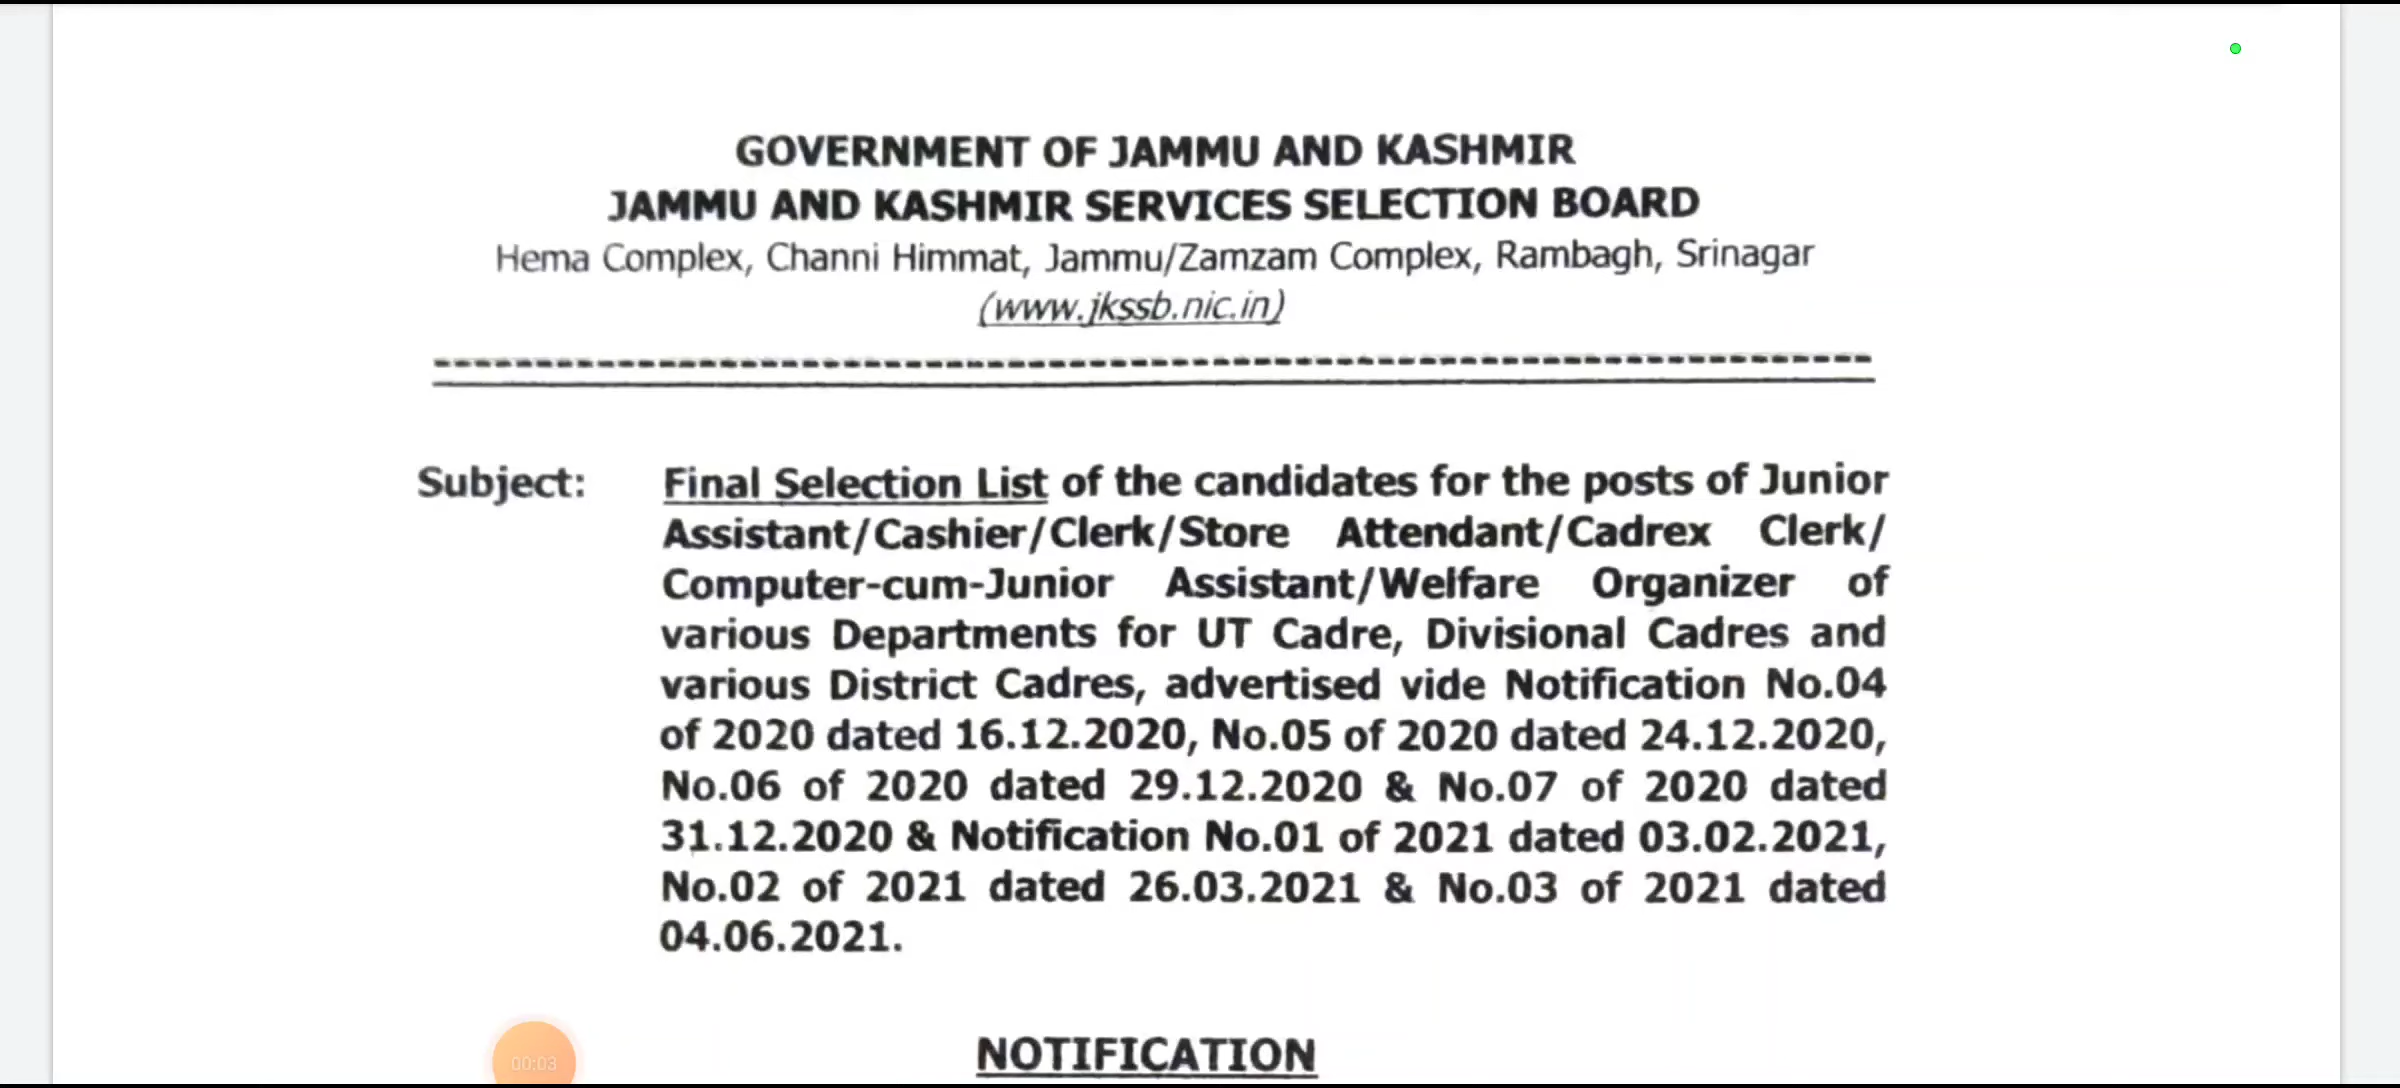 GOVERNMENT OF JAMMU AND KASHMIR
JAMMU AND KASHMIR SERVICES SELECTION BOARD
Hema Complex, Channi Himmat, Jammu/Zamzam Complex, Rambagh, Srinagar
(www.jkssb.nic.in)
Subject: Final Selection List of the candidates for the posts of Junior
Assistant/Cashier/Clerk/Store Attendant/Cadrex Clerk/
Computer-cum-Junior Assistant/Welfare Organizer of
various Departments for UT Cadre, Divisional Cadres and
various District Cadres, advertised vide Notification No.04
of 2020 dated 16.12.2020, No.05 of 2020 dated 24.12.2020,
No.06 of 2020 dated 29.12.2020 & No.07 of 2020 dated
31.12.2020 & Notification No.01 of 2021 dated 03.02.2021,
No.02 of 2021 dated 26.03.2021 & No.03 of 2021 dated
04.06.2021.
NOTIFICATION
00:03